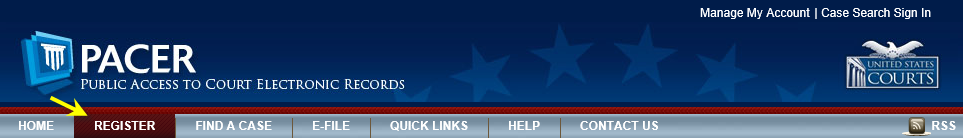 Manage My Account | Case Search Sign In
PACER
PUBLIC ACCESS TO COURT ELECTRONIC RECORDS
UNITED STATES
COURTS
HOME REGISTER FIND A CASE E-FILE QUICK LINKS HELP CONTACT US RSS